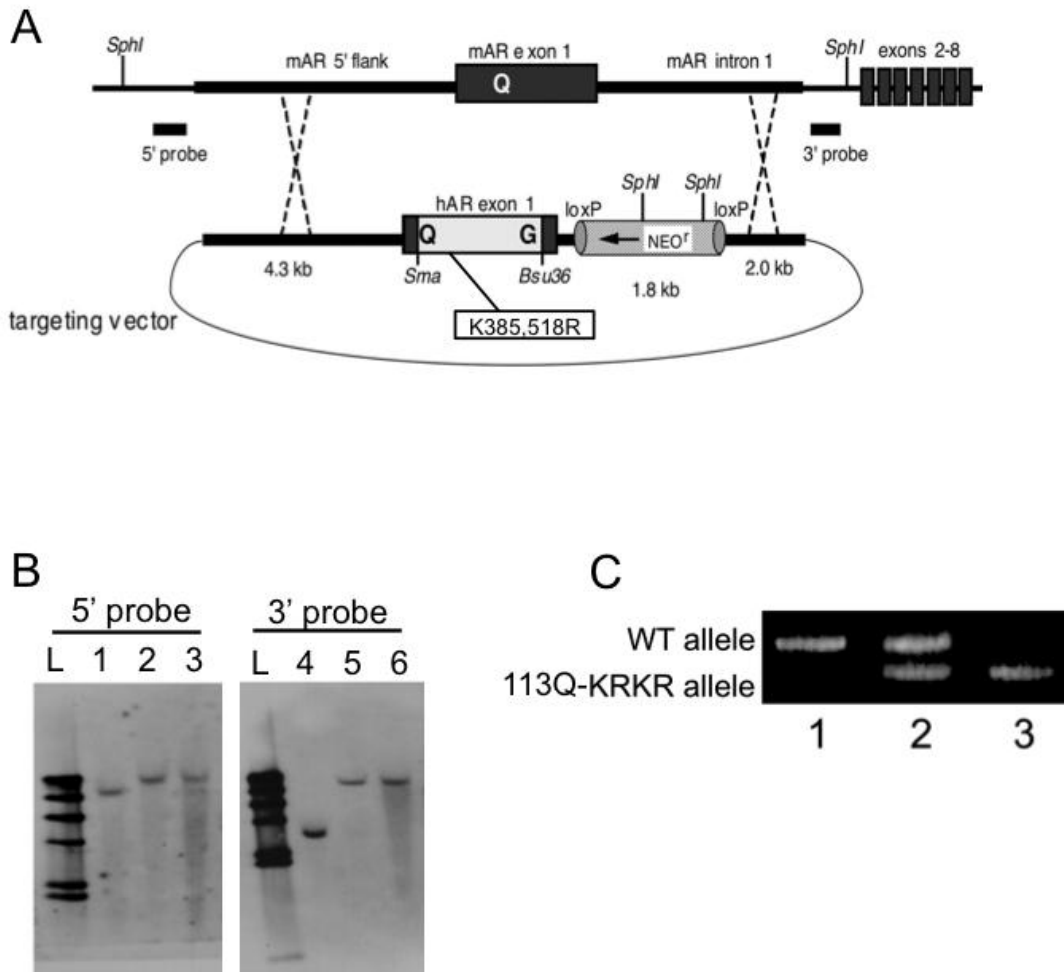 A
SphI
mAR 5' flank
mAR exon 1
mAR intron 1
SphI
exons 2-8
Q
5' probe
3' probe
hAR exon 1
loxP
SphI
SphI
loxP
Q
G
NEOr
4.3 kb
Sma
Bsu36
1.8 kb
2.0 kb
targeting vector
K385,518R
B
5' probe
L 1 2 3
3' probe
L 4 5 6
C
WT allele
113Q-KRKR allele
1 2 3